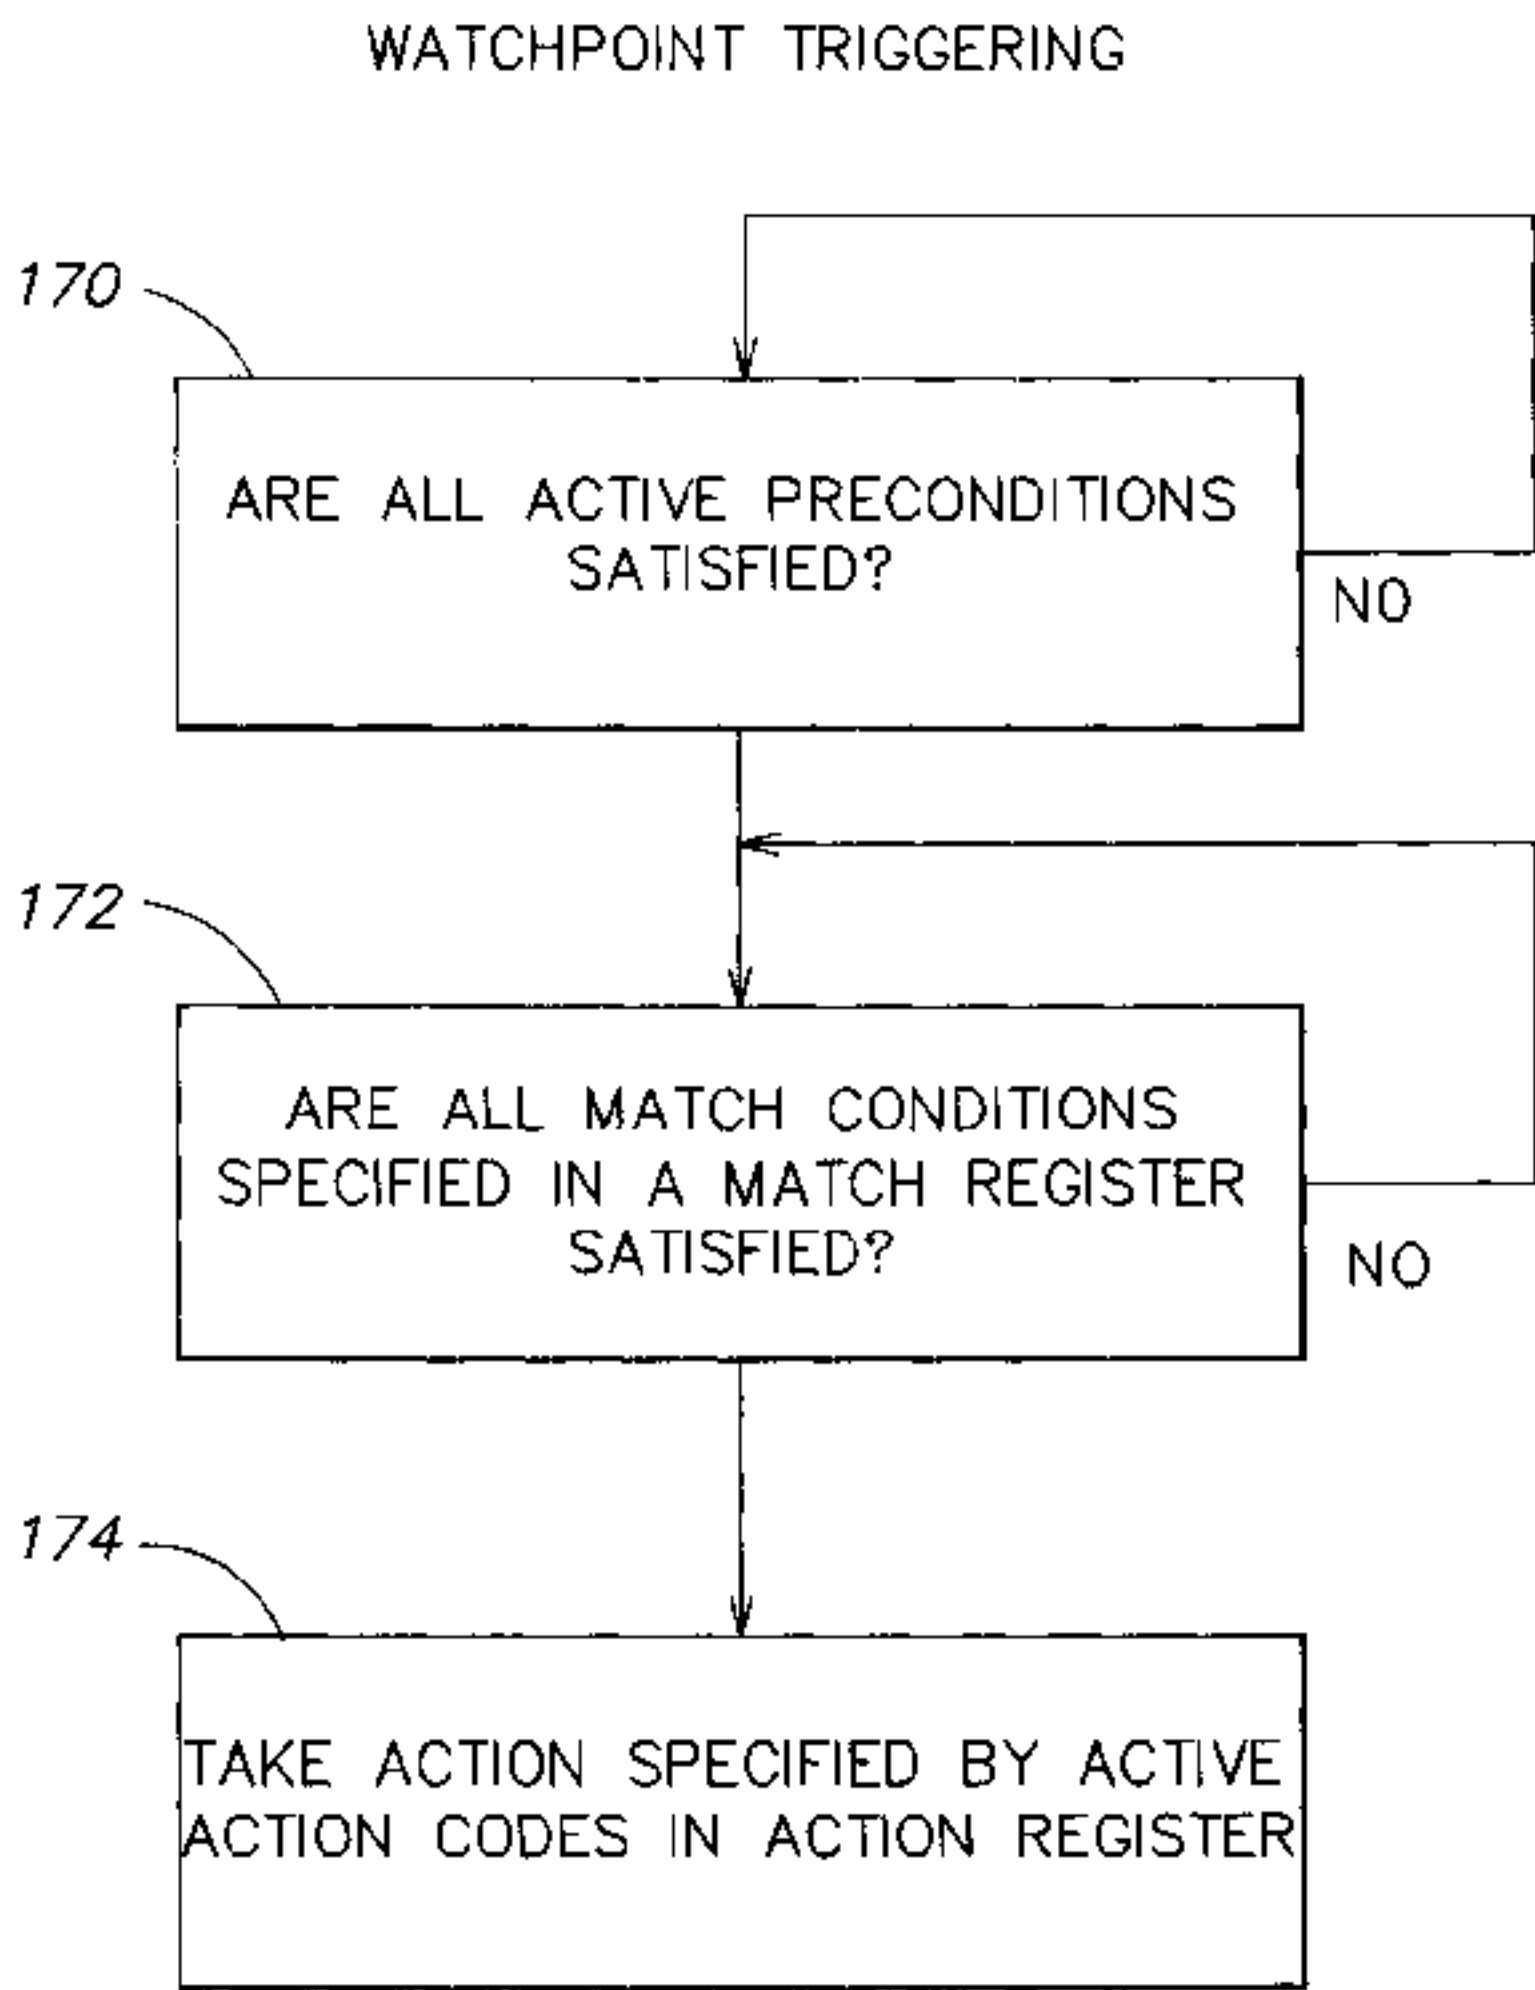 WATCHPOINT TRIGGERING
170
ARE ALL ACTIVE PRECONDITIONS
SATISFIED?
NO
172
ARE ALL MATCH CONDITIONS
SPECIFIED IN A MATCH REGISTER
SATISFIED?
NO
174
TAKE ACTION SPECIFIED BY ACTIVE
ACTION CODES IN ACTION REGISTER